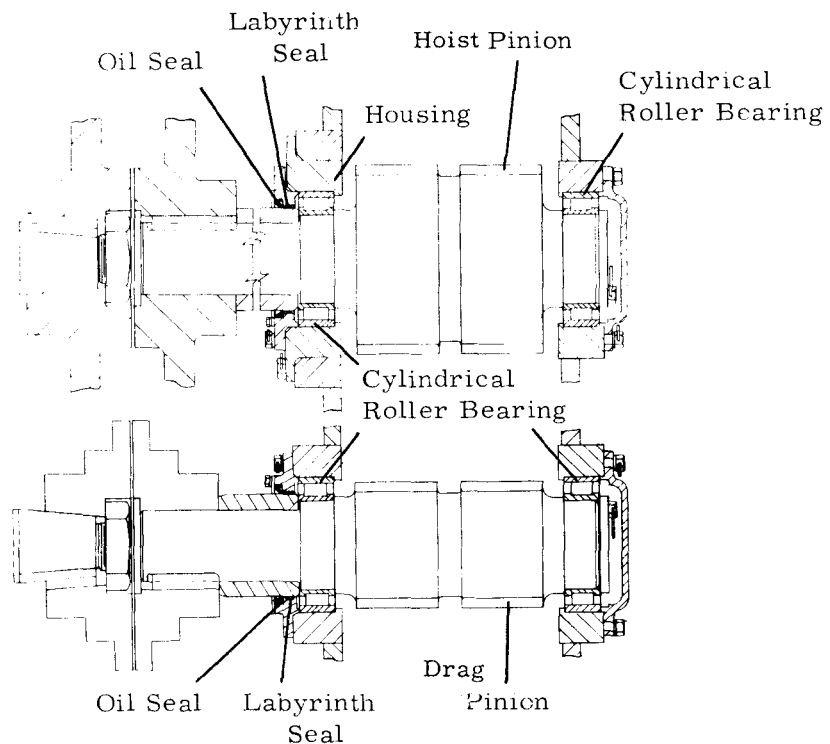 Labyrinth
Seal
Oil Seal
Hoist Pinion
Cylindrical
Roller Bearing
Housing
Cylindrical
Roller Bearing
Drag
Pinion
Oil Seal
Labyrinth
Seal